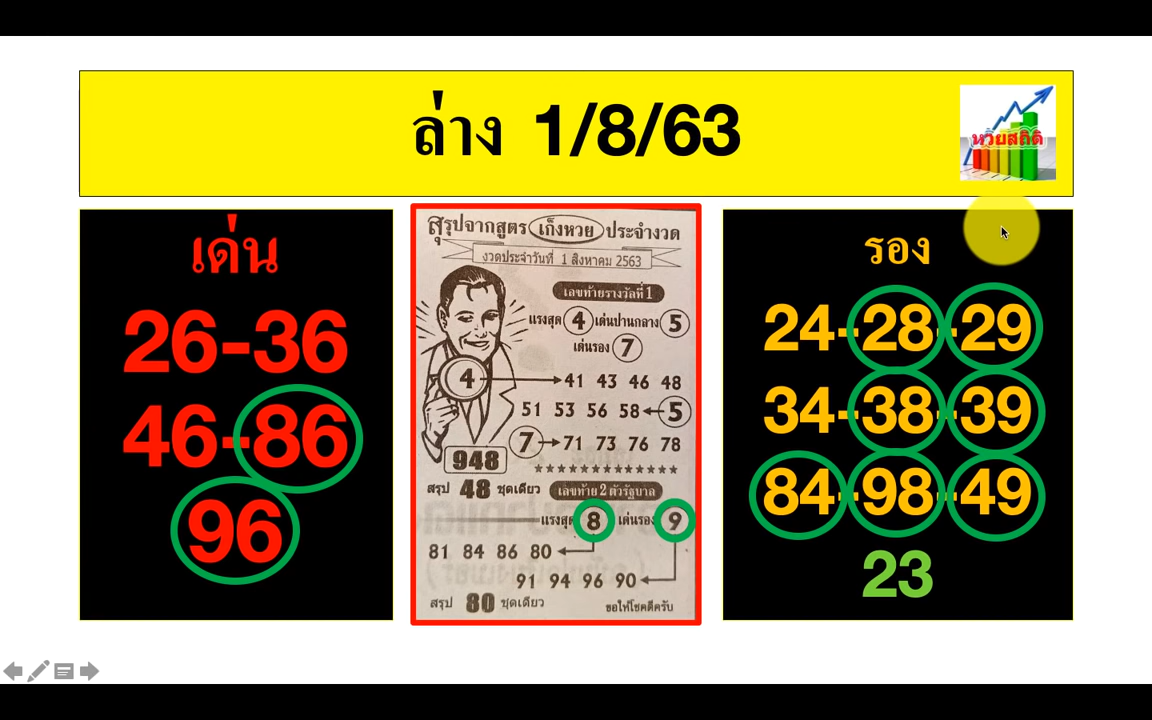 ล่าง 1/8/63
หวยสถิติ
เด่น
26-36
46-86
96
สรุปจากสูตร เก็งหวย ประจำงวด
งวดประจำวันที่ 1 สิงหาคม 2563
เลขท้ายรางวัลที่ 1
แรงสุด 4 เด่นปานกลาง 5
เด่นรอง 7
4 41 43 46 48
51 53 56 58 5
7 71 73 76 78
948
************* 
สรุป 48 ชุดเดียว เลขท้าย 2 ตัวรัฐบาล
แรงสุด 8 เด่นรอง 9
81 84 86 80
91 94 96 90
สรุป 80 ชุดเดียว ขอให้โชคดีครับ
รอง
24-28-29
34-38-39
84-98-49
23